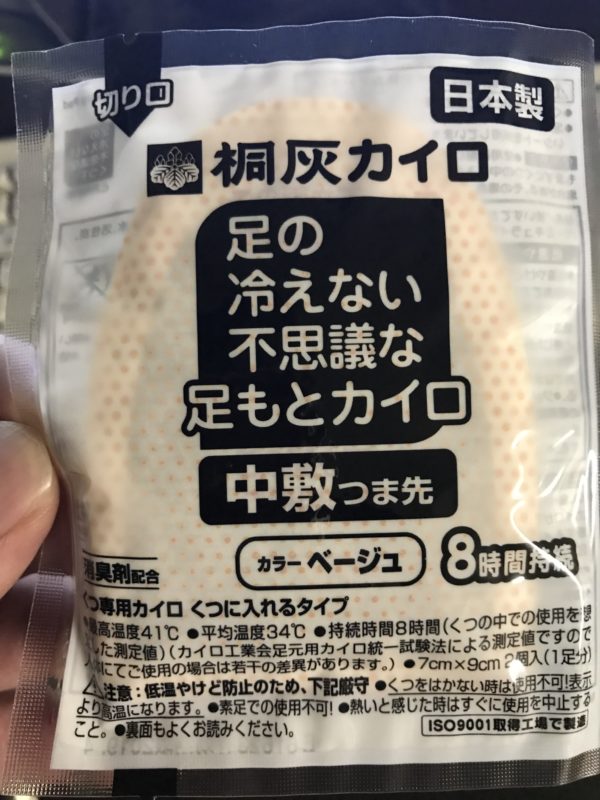 切り口
日本製
桐灰カイロ
足の
冷えない
不思議な
足もとカイロ
中敷つま先
カラー ベージュ
8時間持続
消臭剤配合
くつ専用カイロ くつに入れるタイプ
●最高温度41℃ ●平均温度34℃ ●持続時間8時間(くつの中での使用を想
した測定値)(カイロ工業会足元用カイロ統一試験法による測定値ですので
にてご使用の場合は若干の差異があります。) ●7cm×9cm 2個入(1足分)
⚠注意:低温やけど防止のため、下記厳守 ●くつをはかない時は使用不可!表示
より高温になります。 ●素足での使用不可! ●熱いと感じた時はすぐに使用を中止する
こと。 ●裏面もよくお読みください。
ISO9001取得工場で製造